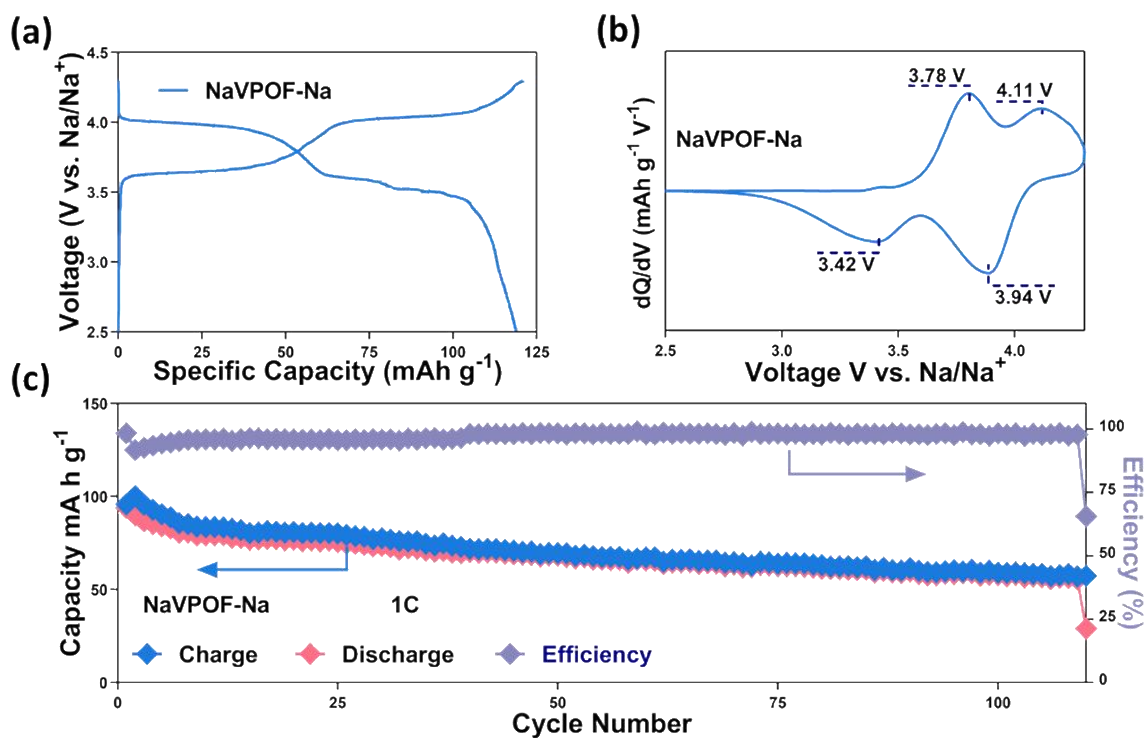 (a)
4.5
4.0
3.5
3.0
2.5
Voltage (V vs. Na/Na⁺)
NaVPOF-Na
0 25 50 75 100 125
Specific Capacity (mAh g⁻¹)
(b)
dQ/dV (mAh g⁻¹ V⁻¹)
NaVPOF-Na
3.78 V
4.11 V
3.42 V
3.94 V
2.5 3.0 3.5 4.0
Voltage V vs. Na/Na⁺
(c)
150
100
50
0
Capacity mA h g⁻¹
NaVPOF-Na 1C
Charge Discharge Efficiency
0 25 50 75 100
Cycle Number
100
75
50
25
0
Efficiency (%)